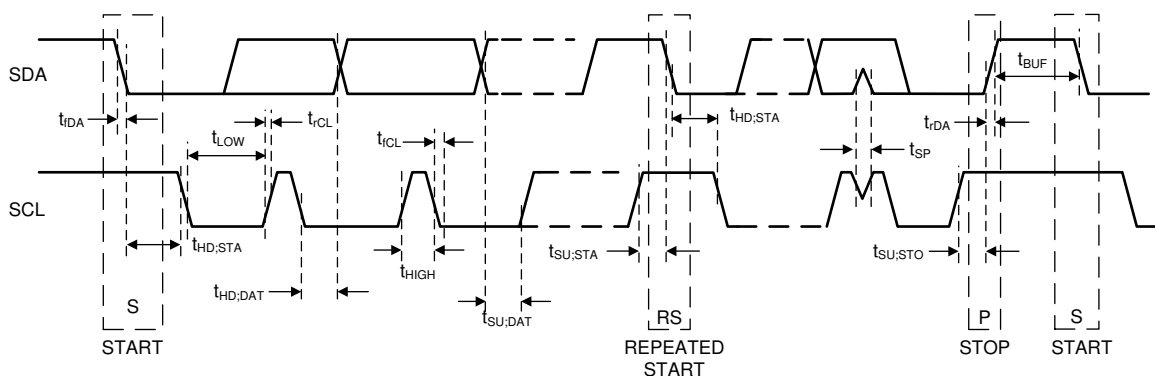 SDA
t_fDA
t_LOW
t_rCL
t_fCL
t_HD;STA
t_SP
t_BUF
t_rDA
SCL
t_HD;STA
t_HD;DAT
t_HIGH
t_SU;DAT
t_SU;STA
t_SU;STO
S
RS
P
S
START
REPEATED
START
STOP
START